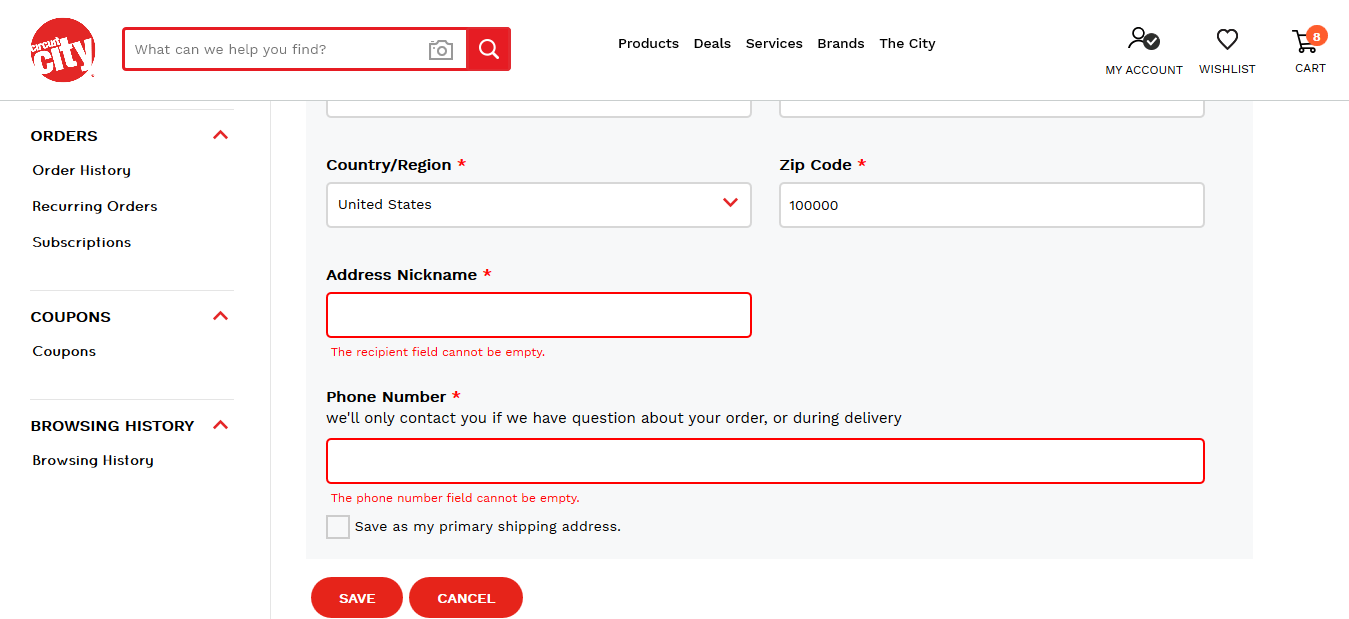 circuit
city
What can we help you find?
Products Deals Services Brands The City
MY ACCOUNT
WISHLIST
8
CART
ORDERS
Order History
Recurring Orders
Subscriptions
COUPONS
Coupons
BROWSING HISTORY
Browsing History
Country/Region *
United States
Zip Code *
100000
Address Nickname *
The recipient field cannot be empty.
Phone Number *
we'll only contact you if we have question about your order, or during delivery
The phone number field cannot be empty.
Save as my primary shipping address.
SAVE CANCEL